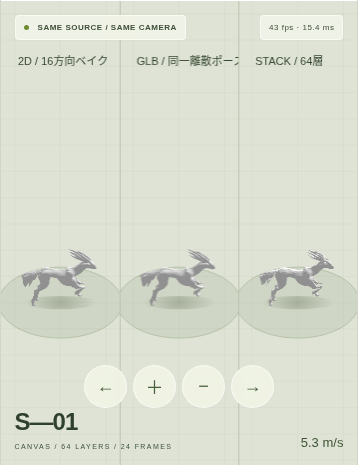 SAME SOURCE / SAME CAMERA
43 fps · 15.4 ms
2D / 16方向ベイク
GLB / 同一離散ポー
STACK / 64層
← + − →
S—01
CANVAS / 64 LAYERS / 24 FRAMES
5.3 m/s